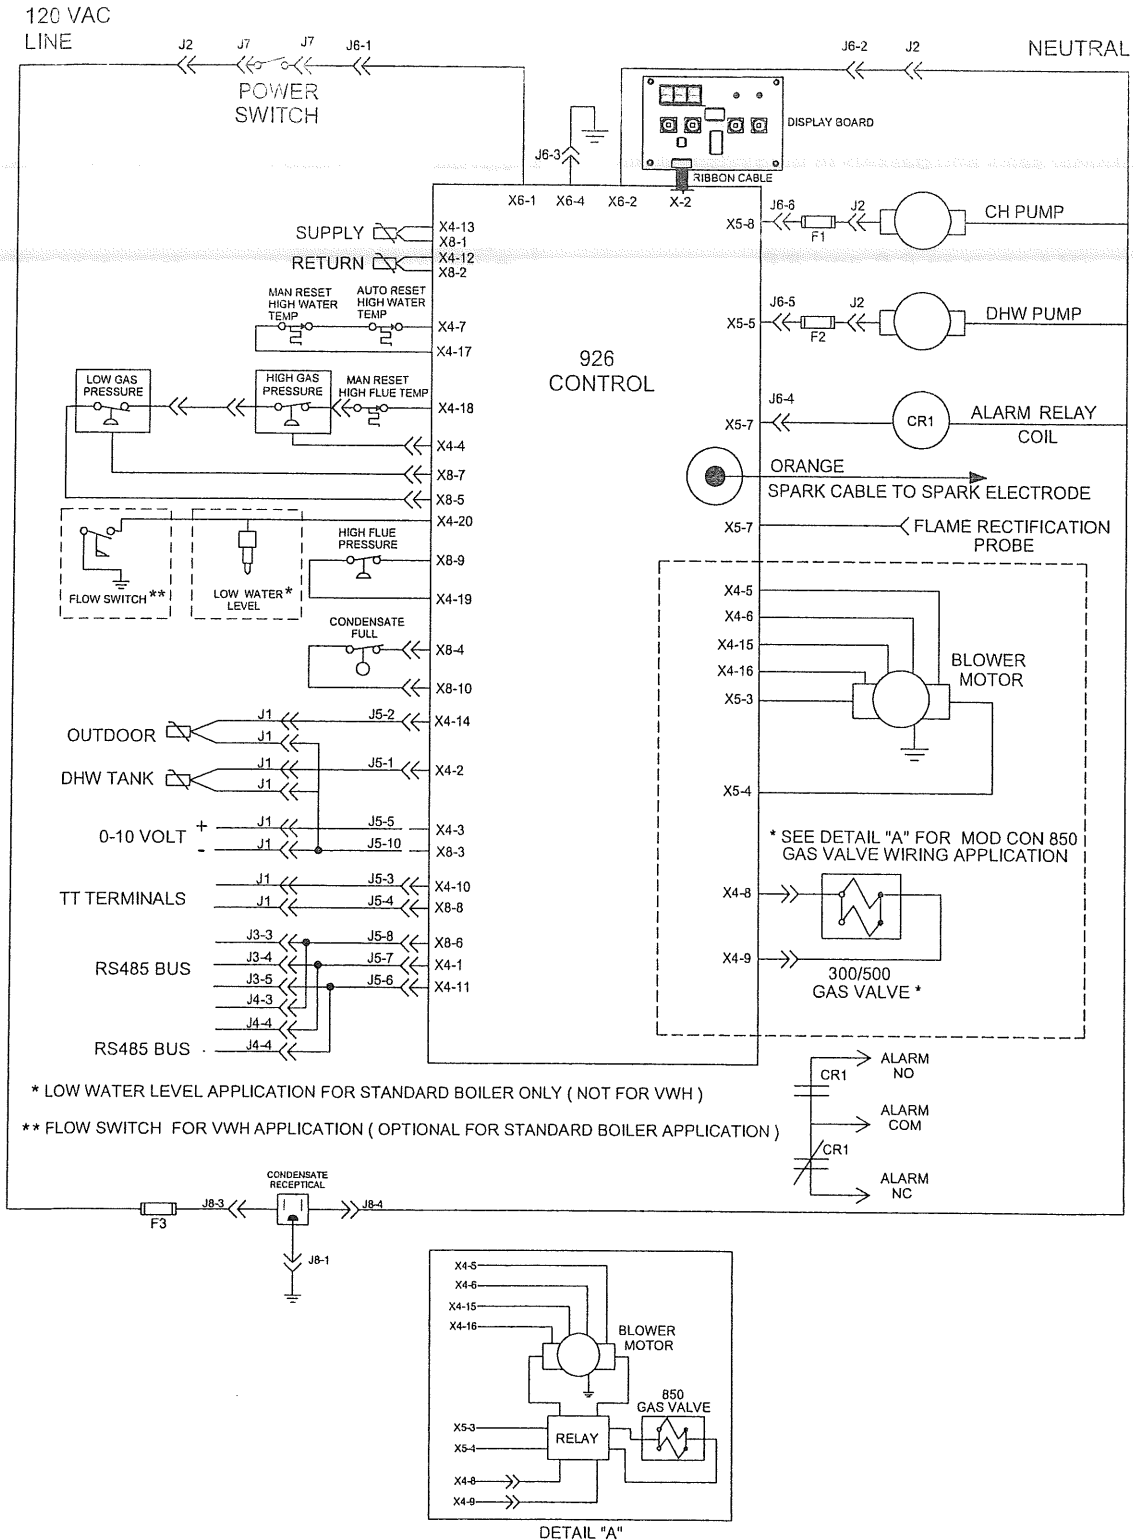 120 VAC
LINE
J2
J7
J7
J6-1
POWER
SWITCH
J6-2
J2
NEUTRAL
DISPLAY BOARD
J6-3
RIBBON CABLE
X6-1
X6-4
X6-2
X-2
SUPPLY
X4-13
X8-1
RETURN
X4-12
X8-2
MAN RESET
HIGH WATER
TEMP
AUTO RESET
HIGH WATER
TEMP
X4-7
X4-17
LOW GAS
PRESSURE
HIGH GAS
PRESSURE
MAN RESET
HIGH FLUE TEMP
X4-18
X4-4
X8-7
X8-5
X4-20
FLOW SWITCH **
LOW WATER *
LEVEL
HIGH FLUE
PRESSURE
X8-9
X4-19
CONDENSATE
FULL
X8-4
X8-10
OUTDOOR
J1
J5-2
X4-14
J1
DHW TANK
J1
J5-1
X4-2
J1
0-10 VOLT
+
J1
J5-5
X4-3
-
J1
J5-10
X8-3
TT TERMINALS
J1
J5-3
X4-10
J1
J5-4
X8-8
RS485 BUS
J3-3
J5-8
X8-6
J3-4
J5-7
X4-1
J3-5
J5-6
X4-11
J4-3
J4-4
RS485 BUS
J4-4
926
CONTROL
X5-8
J6-6
F1
J2
CH PUMP
X5-5
J6-5
F2
J2
DHW PUMP
X5-7
J6-4
CR1
ALARM RELAY
COIL
ORANGE
SPARK CABLE TO SPARK ELECTRODE
X5-7
FLAME RECTIFICATION
PROBE
X4-5
X4-6
X4-15
X4-16
X5-3
BLOWER
MOTOR
X5-4
* SEE DETAIL "A" FOR MOD CON 850
GAS VALVE WIRING APPLICATION
X4-8
X4-9
300/500
GAS VALVE *
CR1
ALARM
NO
ALARM
COM
CR1
ALARM
NC
* LOW WATER LEVEL APPLICATION FOR STANDARD BOILER ONLY ( NOT FOR VWH )
** FLOW SWITCH FOR VWH APPLICATION ( OPTIONAL FOR STANDARD BOILER APPLICATION )
F3
J8-3
CONDENSATE
RECEPTICAL
J8-4
J8-1
X4-5
X4-6
X4-15
X4-16
BLOWER
MOTOR
850
GAS VALVE
X5-3
X5-4
RELAY
X4-8
X4-9
DETAIL "A"